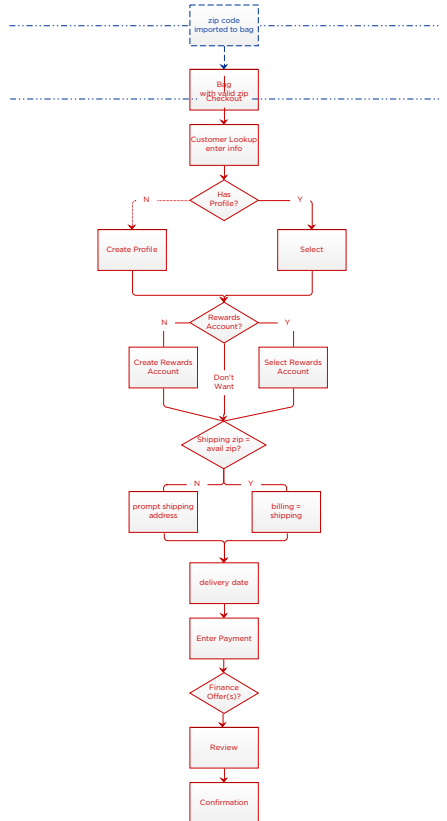 zip code
imported to bag
Bag
with valid zip
Checkout
Customer Lookup
enter info
Has
Profile?
N
Y
Create Profile
Select
Rewards
Account?
N
Y
Create Rewards
Account
Select Rewards
Account
Don't
Want
Shipping zip =
avail zip?
N
Y
prompt shipping
address
billing =
shipping
delivery date
Enter Payment
Finance
Offer(s)?
Review
Confirmation